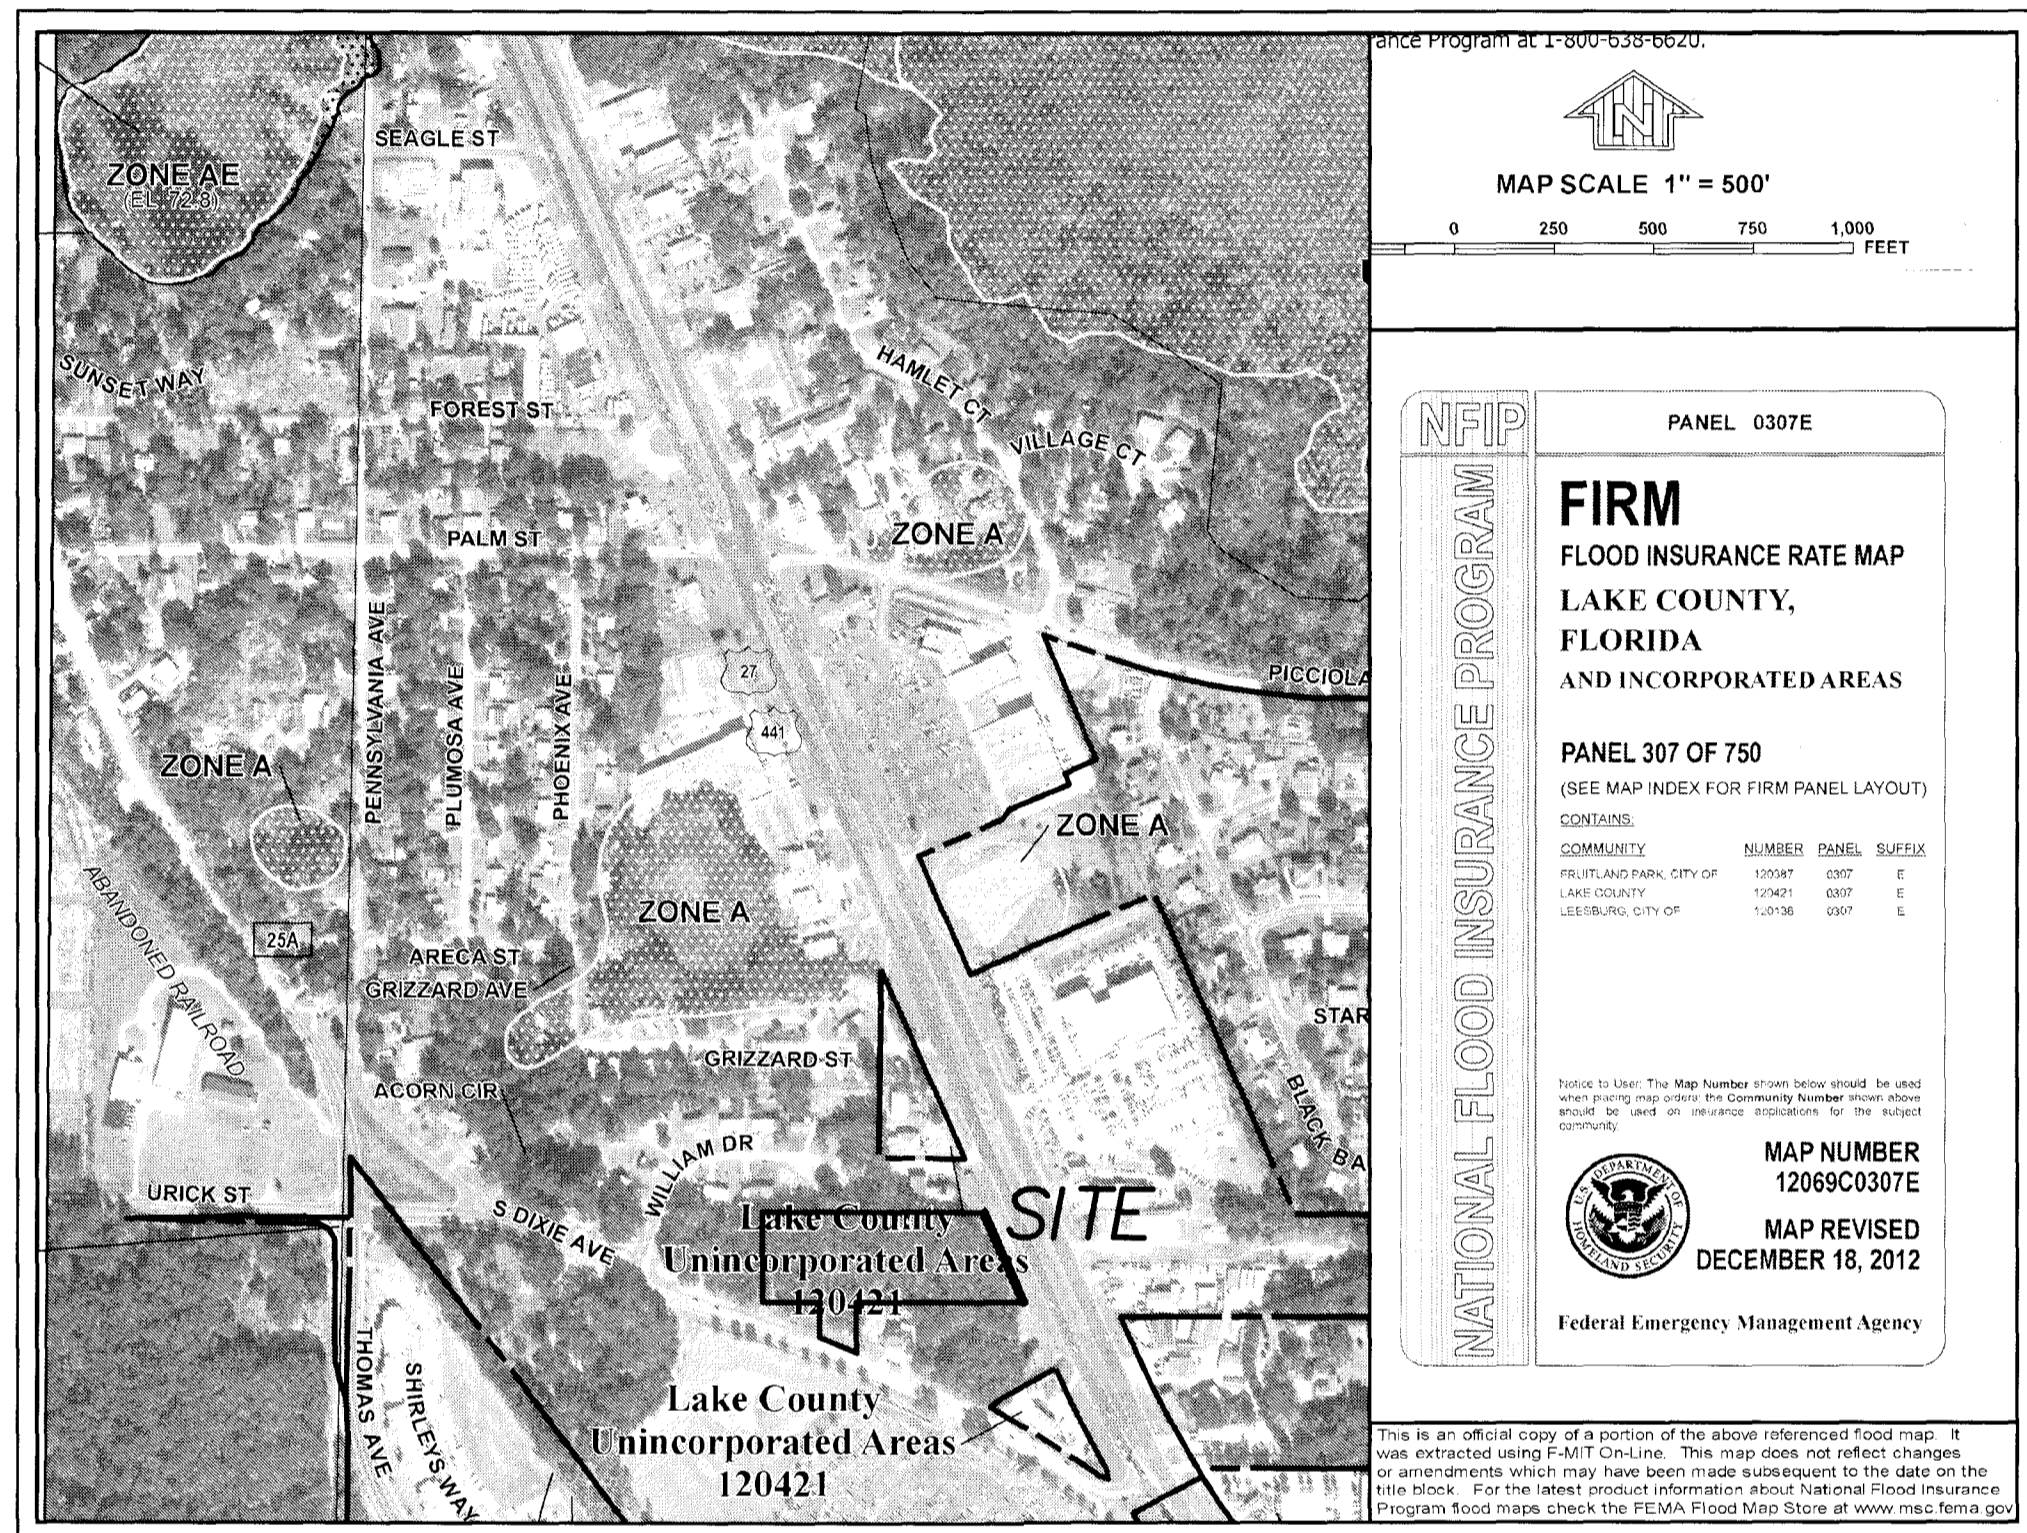 rance Program at 1-800-638-6620.
N
MAP SCALE 1" = 500'
0 250 500 750 1,000
FEET
SEAGLE ST
ZONE AE
(EL 72.8)
SUNSET WAY
FOREST ST
HAMLET CT
VILLAGE CT
ZONE A
PALM ST
PENNSYLVANIA AVE
PLUMOSA AVE
PHOENIX AVE
27
441
PICCIOLA
ZONE A
ZONE A
ZONE A
ABANDONED RAILROAD
25A
ARECA ST
GRIZZARD AVE
GRIZZARD ST
STAR
ACORN CIR
BLACK BA
WILLIAM DR
URICK ST
S DIXIE AVE
SITE
Lake County
Unincorporated Areas
120421
THOMAS AVE
SHIRLEYS WAY
Lake County
Unincorporated Areas
120421
NFIP
NATIONAL FLOOD INSURANCE PROGRAM
PANEL 0307E
FIRM
FLOOD INSURANCE RATE MAP
LAKE COUNTY,
FLORIDA
AND INCORPORATED AREAS
PANEL 307 OF 750
(SEE MAP INDEX FOR FIRM PANEL LAYOUT)
CONTAINS:
COMMUNITY NUMBER PANEL SUFFIX
FRUITLAND PARK, CITY OF 120387 0307 E
LAKE COUNTY 120421 0307 E
LEESBURG, CITY OF 120136 0307 E
Notice to User: The Map Number shown below should be used
when placing map orders; the Community Number shown above
should be used on insurance applications for the subject
community.
U.S. DEPARTMENT OF
HOMELAND SECURITY
MAP NUMBER
12069C0307E
MAP REVISED
DECEMBER 18, 2012
Federal Emergency Management Agency
This is an official copy of a portion of the above referenced flood map. It
was extracted using F-MIT On-Line. This map does not reflect changes
or amendments which may have been made subsequent to the date on the
title block. For the latest product information about National Flood Insurance
Program flood maps check the FEMA Flood Map Store at www.msc.fema.gov